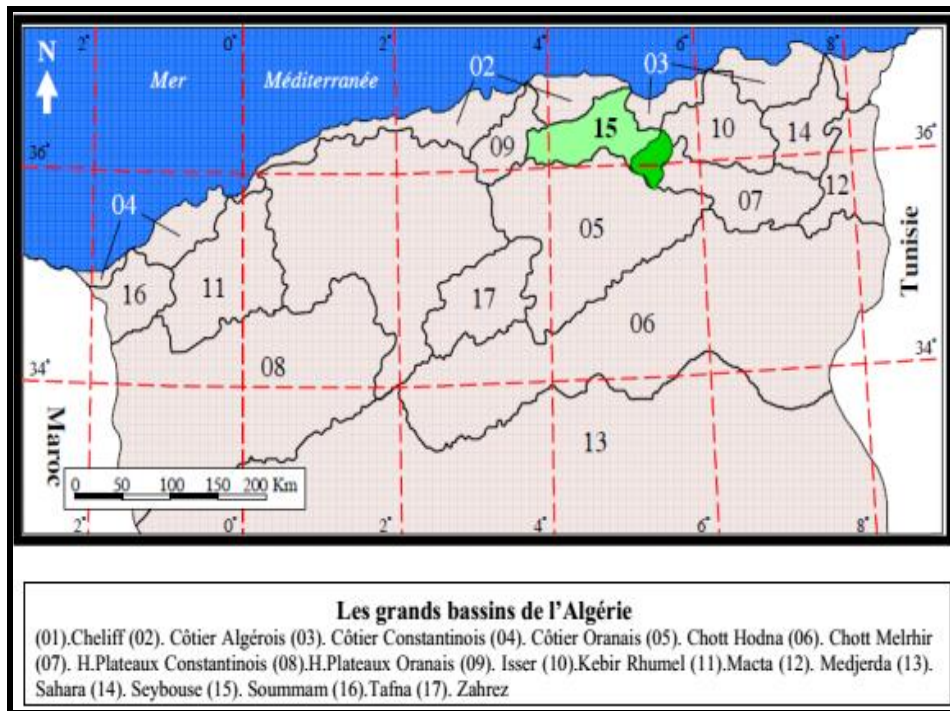 2° 0° 2° 4° 6° 8°
N
Mer Méditerranée
02 03
09 15 10 14
36° 36°
04 07 12
05
Tunisie
16 11 17
06
08
34° 34°
Maroc
13
0 50 100 150 200 Km
2° 0° 2° 4° 6° 8°
Les grands bassins de l'Algérie
(01).Cheliff (02). Côtier Algérois (03). Côtier Constantinois (04). Côtier Oranais (05). Chott Hodna (06). Chott Melrhir
(07). H.Plateaux Constantinois (08).H.Plateaux Oranais (09). Isser (10).Kebir Rhumel (11).Macta (12). Medjerda (13).
Sahara (14). Seybouse (15). Soummam (16).Tafna (17). Zahrez